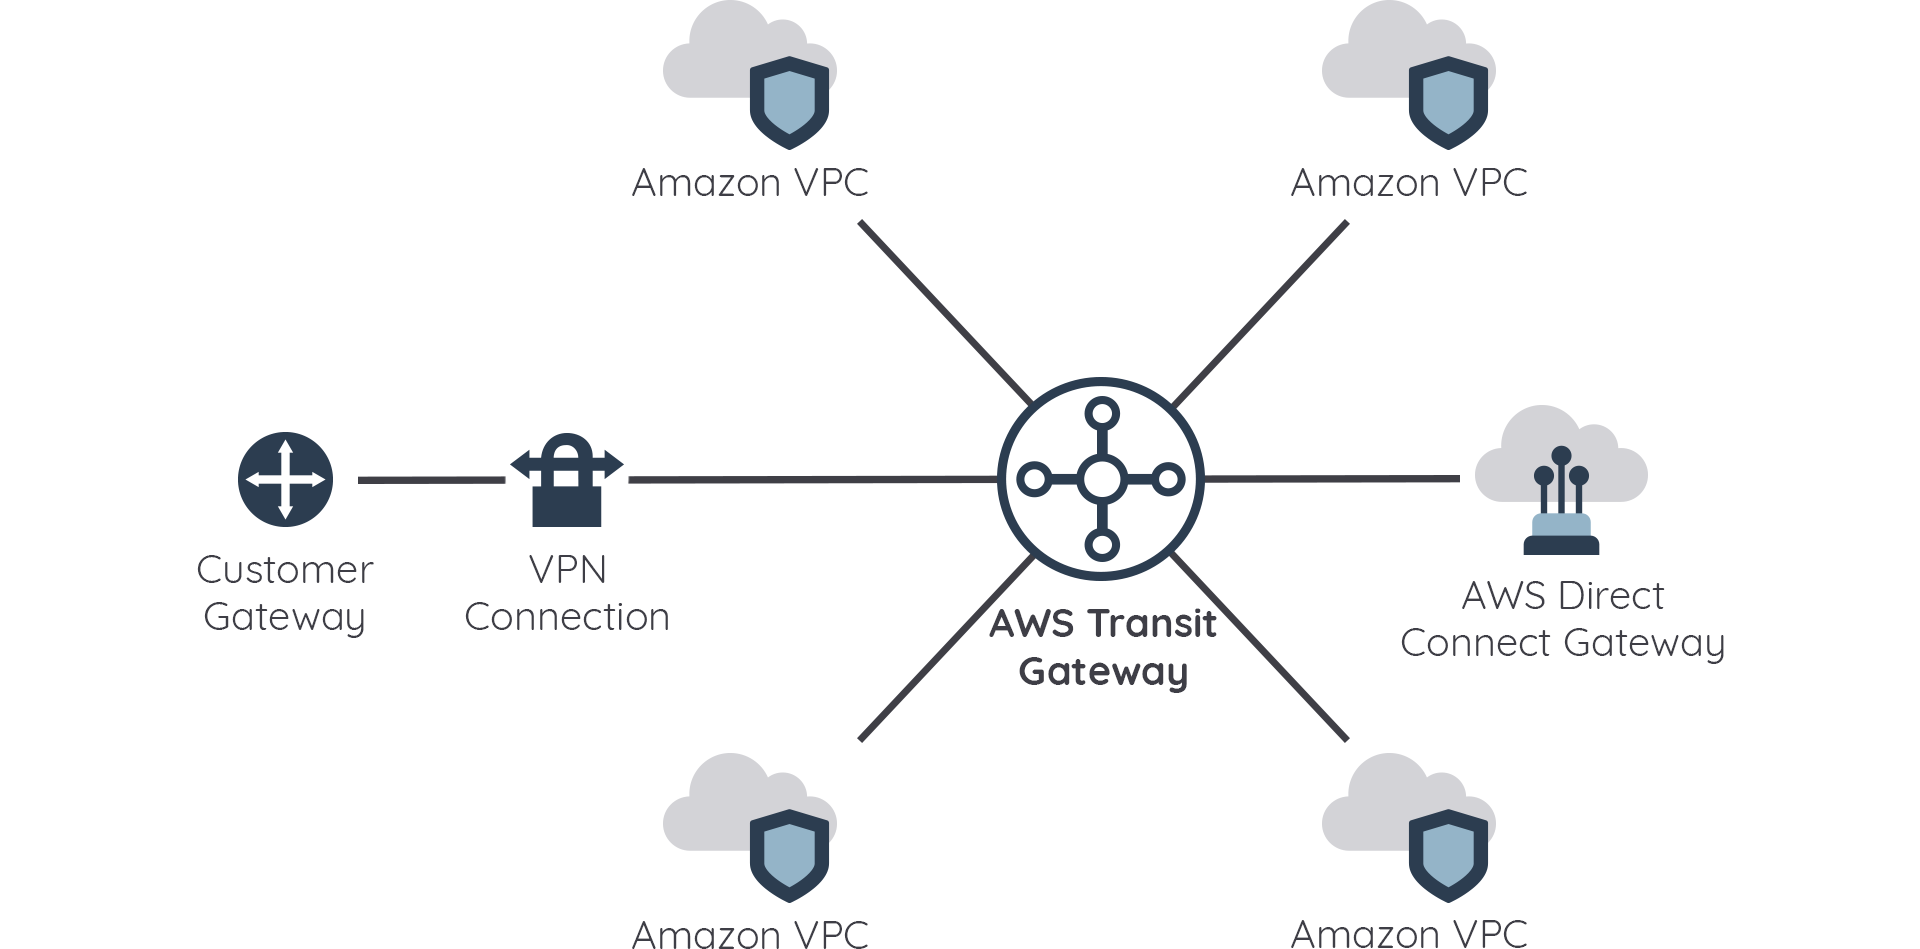 Amazon VPC
Amazon VPC
Customer
Gateway
VPN
Connection
AWS Transit
Gateway
AWS Direct
Connect Gateway
Amazon VPC
Amazon VPC